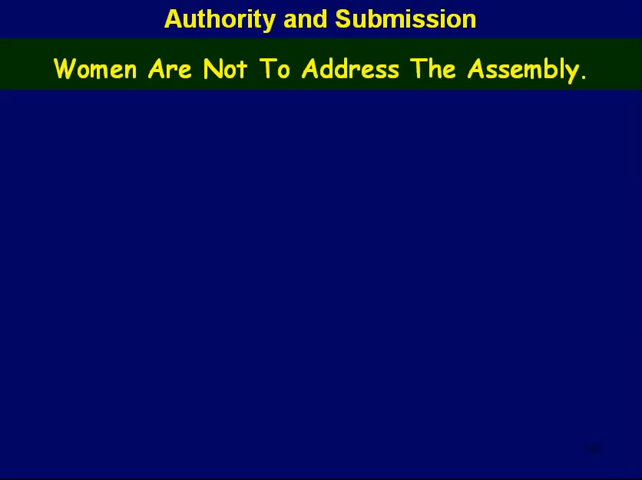 Authority and Submission
Women Are Not To Address The Assembly.